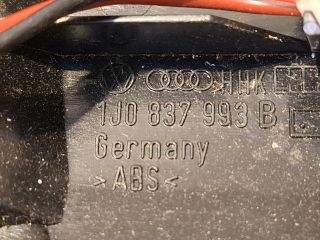 HHK
1J0 837 993 B
Germany
>ABS<